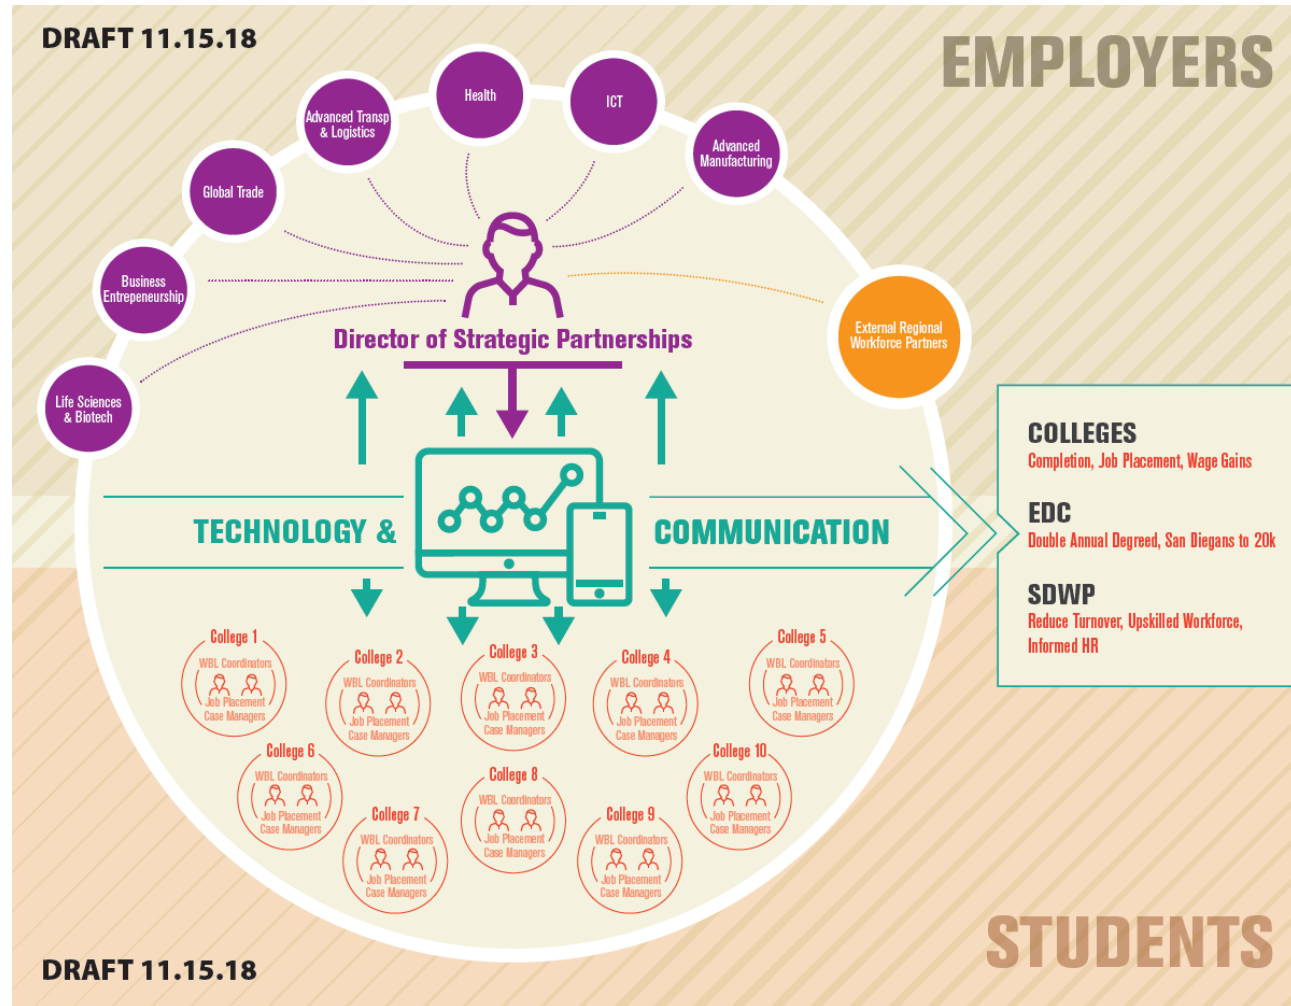 DRAFT 11.15.18
EMPLOYERS
Health
ICT
Advanced Transp
& Logistics
Advanced
Manufacturing
Global Trade
Business
Entrepeneurship
Life Sciences
& Biotech
External Regional
Workforce Partners
Director of Strategic Partnerships
TECHNOLOGY &
COMMUNICATION
COLLEGES
Completion, Job Placement, Wage Gains
EDC
Double Annual Degreed, San Diegans to 20k
SDWP
Reduce Turnover, Upskilled Workforce,
Informed HR
College 1
WBL Coordinators
Job Placement
Case Managers
College 2
WBL Coordinators
Job Placement
Case Managers
College 3
WBL Coordinators
Job Placement
Case Managers
College 4
WBL Coordinators
Job Placement
Case Managers
College 5
WBL Coordinators
Job Placement
Case Managers
College 6
WBL Coordinators
Job Placement
Case Managers
College 7
WBL Coordinators
Job Placement
Case Managers
College 8
WBL Coordinators
Job Placement
Case Managers
College 9
WBL Coordinators
Job Placement
Case Managers
College 10
WBL Coordinators
Job Placement
Case Managers
STUDENTS
DRAFT 11.15.18